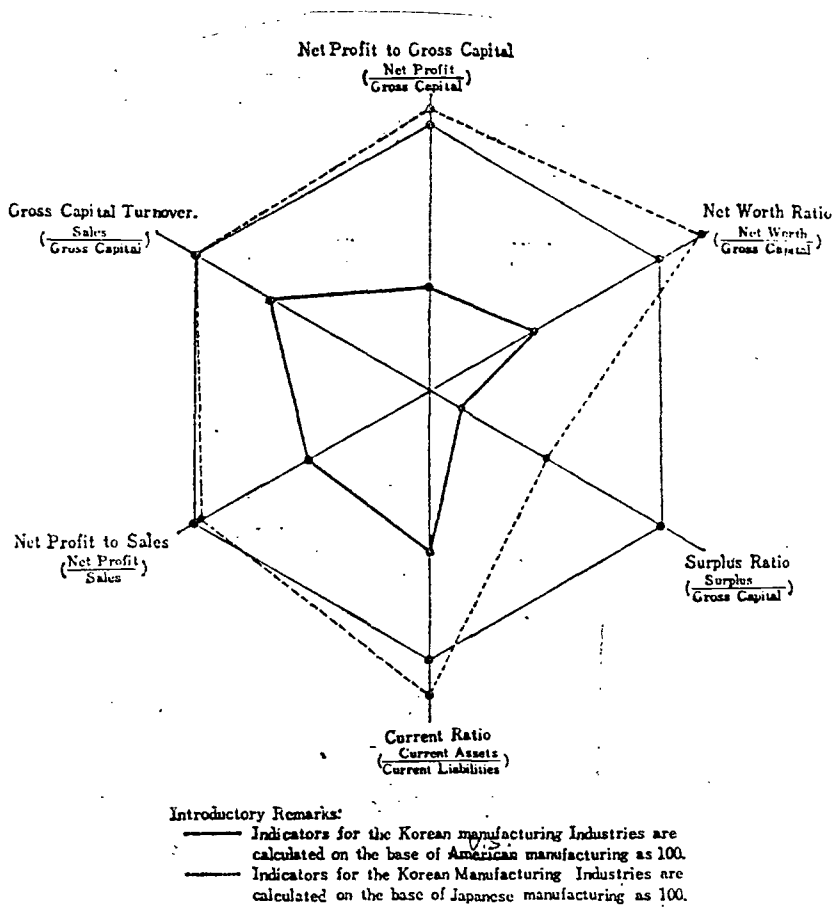 Net Profit to Gross Capital
(Net Profit
Gross Capital)
Gross Capital Turnover.
(Sales
Gross Capital)
Net Worth Ratio
(Net Worth
Gross Capital)
Net Profit to Sales
(Net Profit
Sales)
Surplus Ratio
(Surplus
Gross Capital)
Current Ratio
(Current Assets
Current Liabilities)
Introductory Remarks:
Indicators for the Korean manufacturing Industries are
calculated on the base of American manufacturing as 100.
Indicators for the Korean Manufacturing Industries are
calculated on the base of Japanese manufacturing as 100.